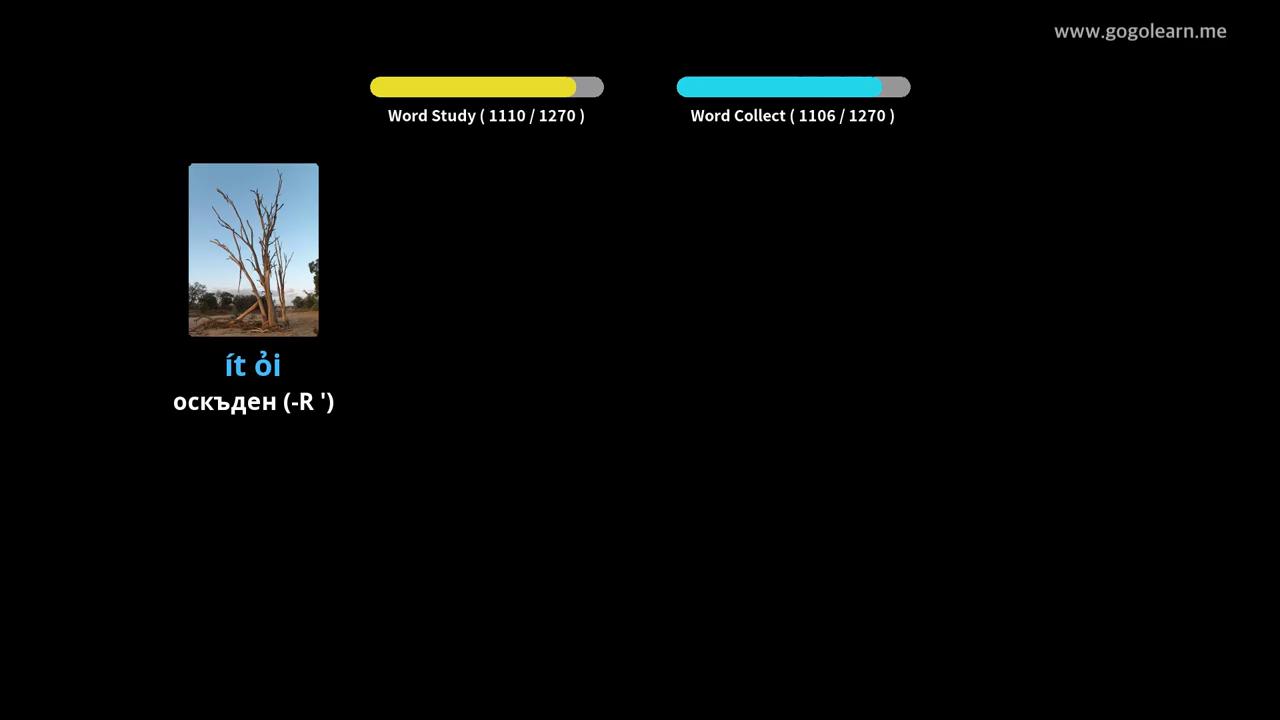 www.gogolearn.me
Word Study ( 1110 / 1270 )
Word Collect ( 1106 / 1270 )
ít ỏi
оскъден (-R ')